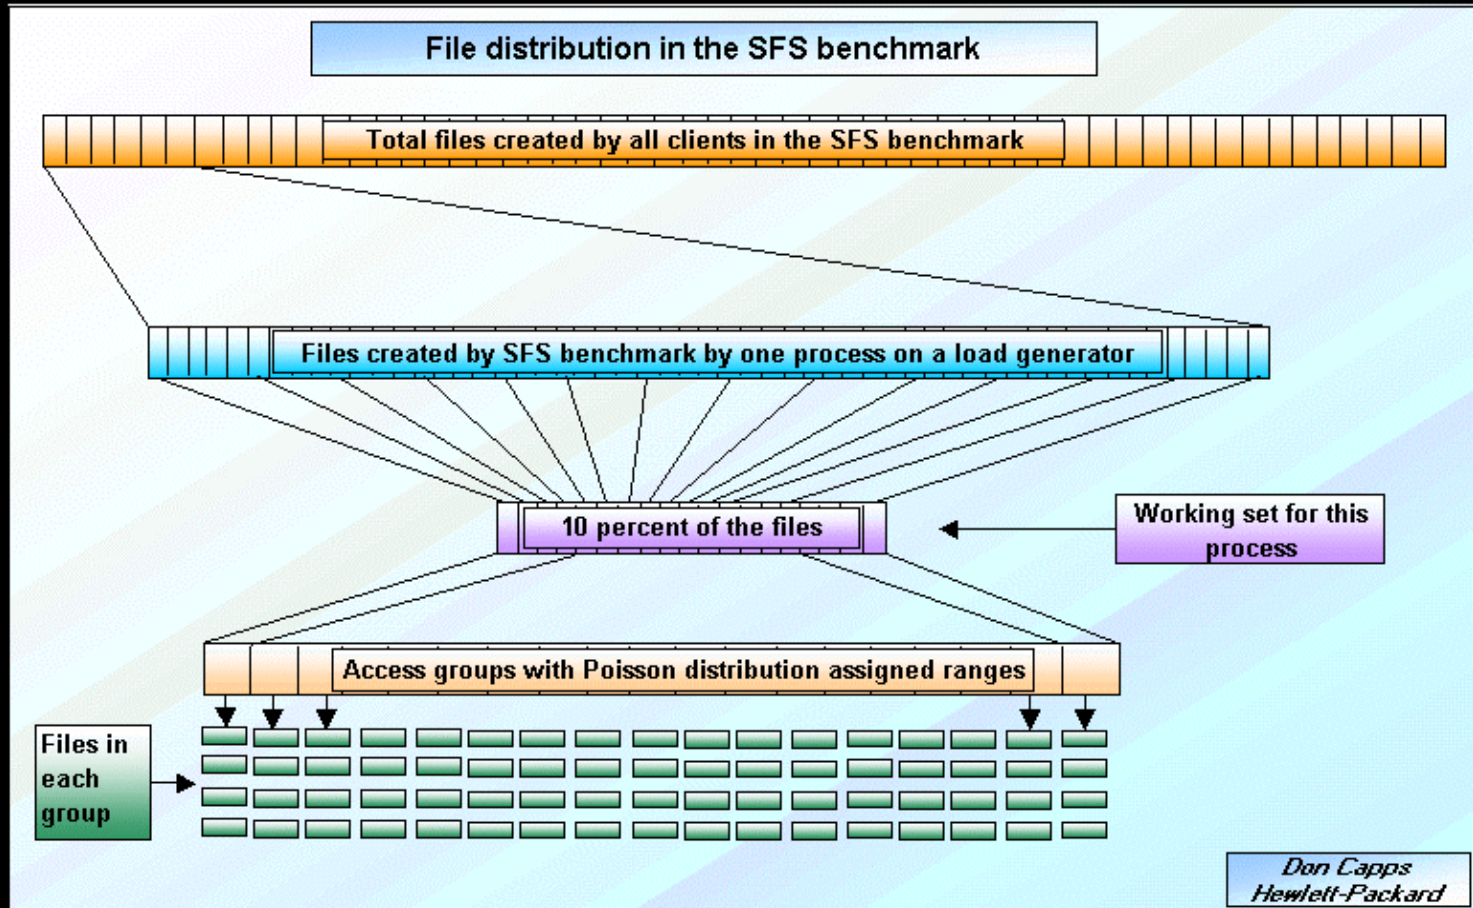 File distribution in the SFS benchmark
Total files created by all clients in the SFS benchmark
Files created by SFS benchmark by one process on a load generator
10 percent of the files
Working set for this
process
Access groups with Poisson distribution assigned ranges
Files in
each
group
Don Capps
Hewlett-Packard